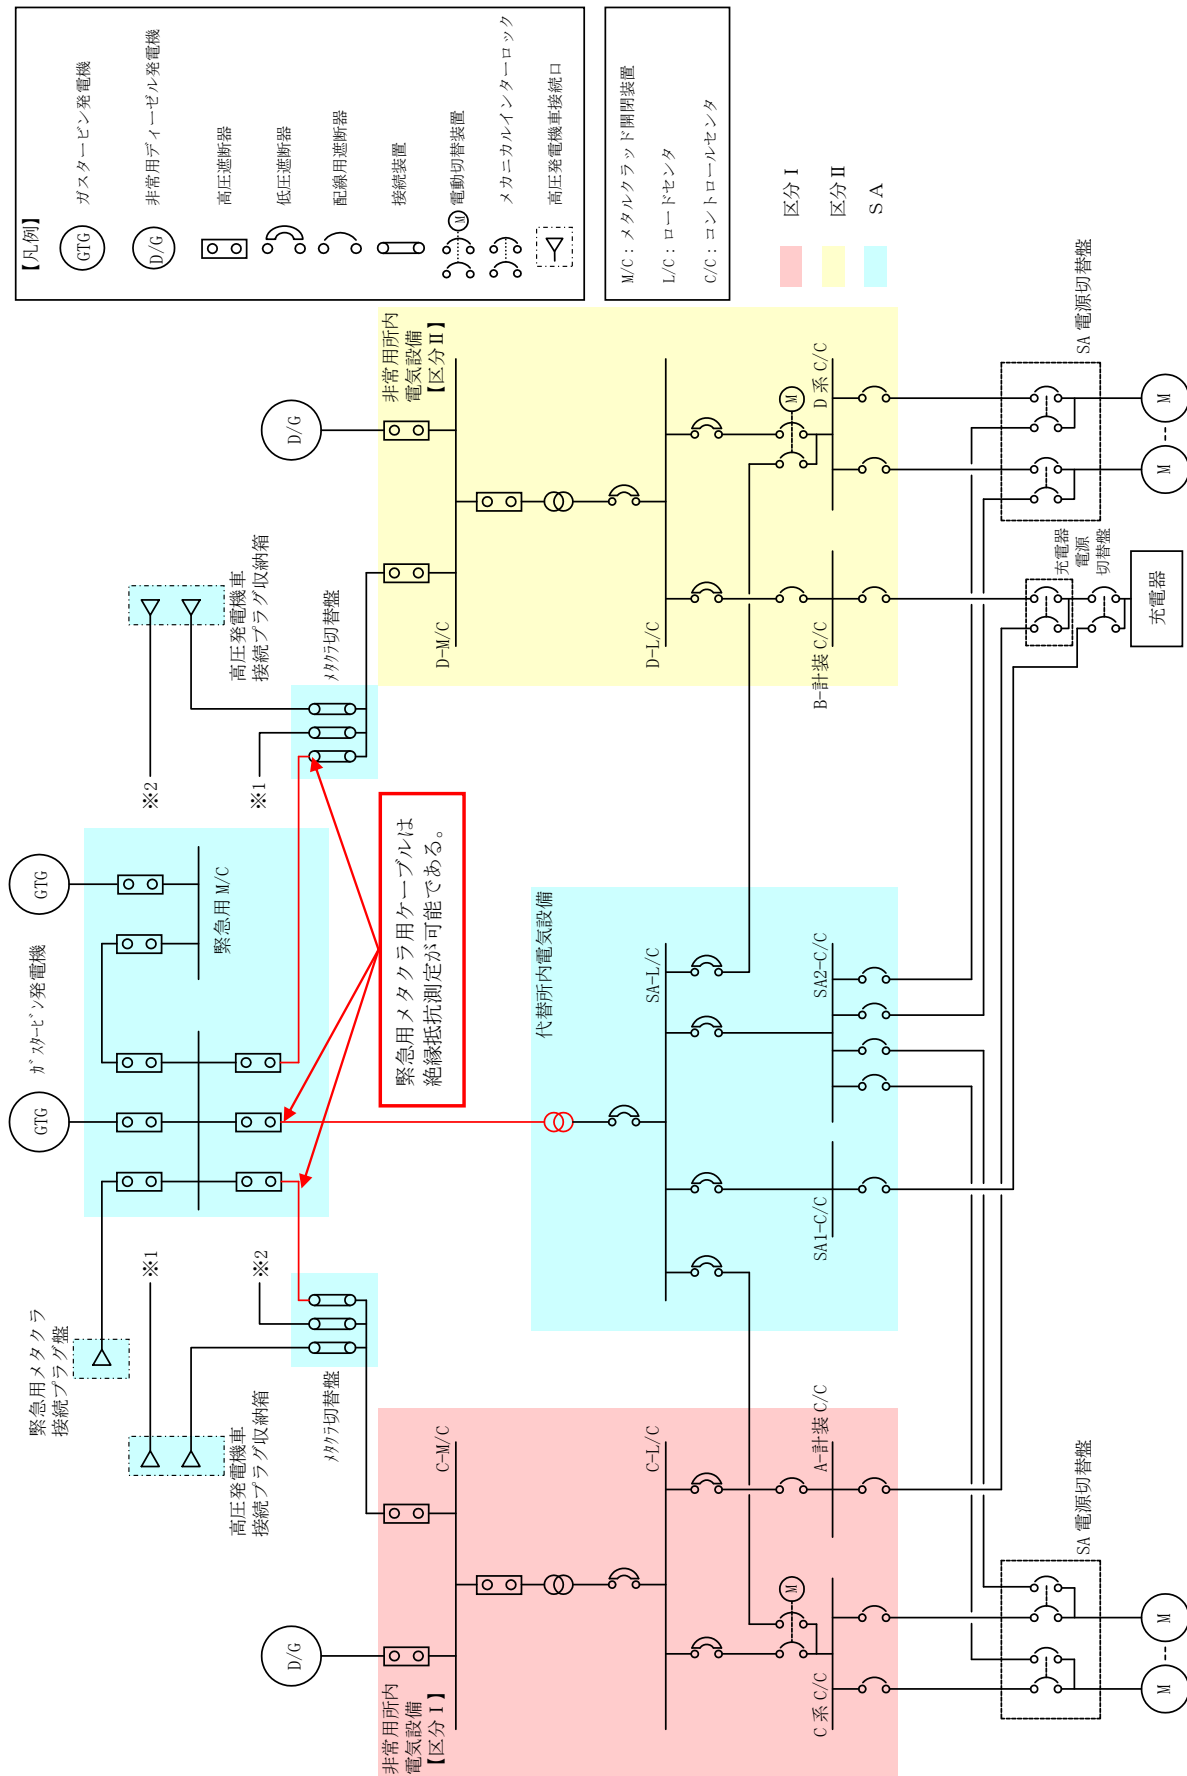 【凡例】
GTG
ガスタービン発電機
D/G
非常用ディーゼル発電機
高圧遮断器
低圧遮断器
配線用遮断器
接続装置
M
電動切替装置
メカニカルインターロック
高圧発電機車接続口
M/C：メタルクラッド開閉装置
L/C：ロードセンタ
C/C：コントロールセンタ
区分Ⅰ
区分Ⅱ
ＳＡ
緊急用メタクラ
接続プラグ盤
GTG
ｶﾞｽﾀｰﾋﾞﾝ発電機
GTG
緊急用 M/C
高圧発電機車
接続プラグ収納箱
※1
※2
ﾒﾀｸﾗ切替盤
高圧発電機車
接続プラグ収納箱
※2
※1
ﾒﾀｸﾗ切替盤
緊急用メタクラ用ケーブルは
絶縁抵抗測定が可能である。
D/G
非常用所内
電気設備
【区分Ⅰ】
C-M/C
C-L/C
M
C 系 C/C
A-計装 C/C
代替所内電気設備
SA-L/C
SA1-C/C
SA2-C/C
D/G
非常用所内
電気設備
【区分Ⅱ】
D-M/C
D-L/C
M
B-計装 C/C
D 系 C/C
SA 電源切替盤
M
M
充電器
電源
切替盤
充電器
SA 電源切替盤
M
M